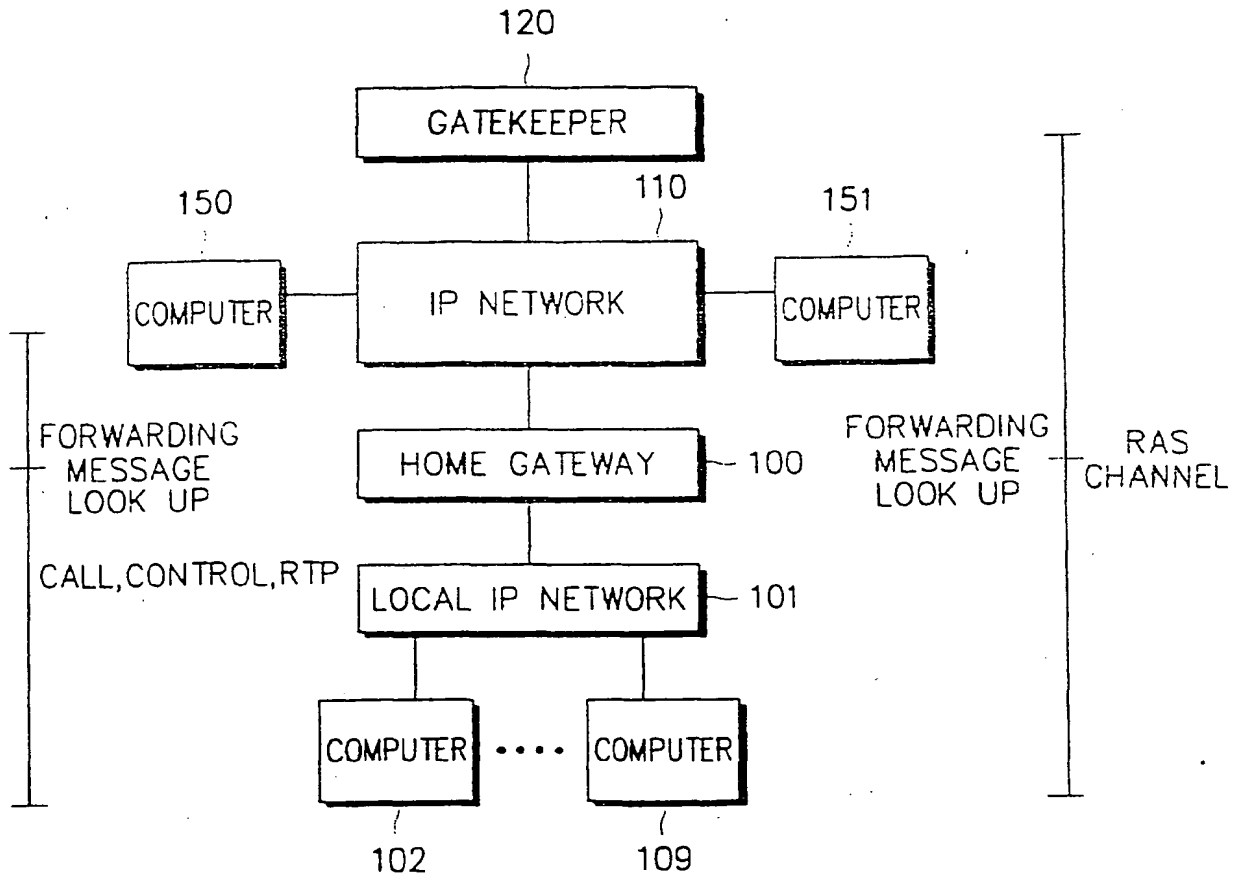 120
GATEKEEPER
110
150
151
COMPUTER
IP NETWORK
COMPUTER
FORWARDING
MESSAGE
LOOK UP
HOME GATEWAY
100
FORWARDING
MESSAGE
LOOK UP
RAS
CHANNEL
CALL,CONTROL,RTP
LOCAL IP NETWORK
101
COMPUTER
COMPUTER
102
109